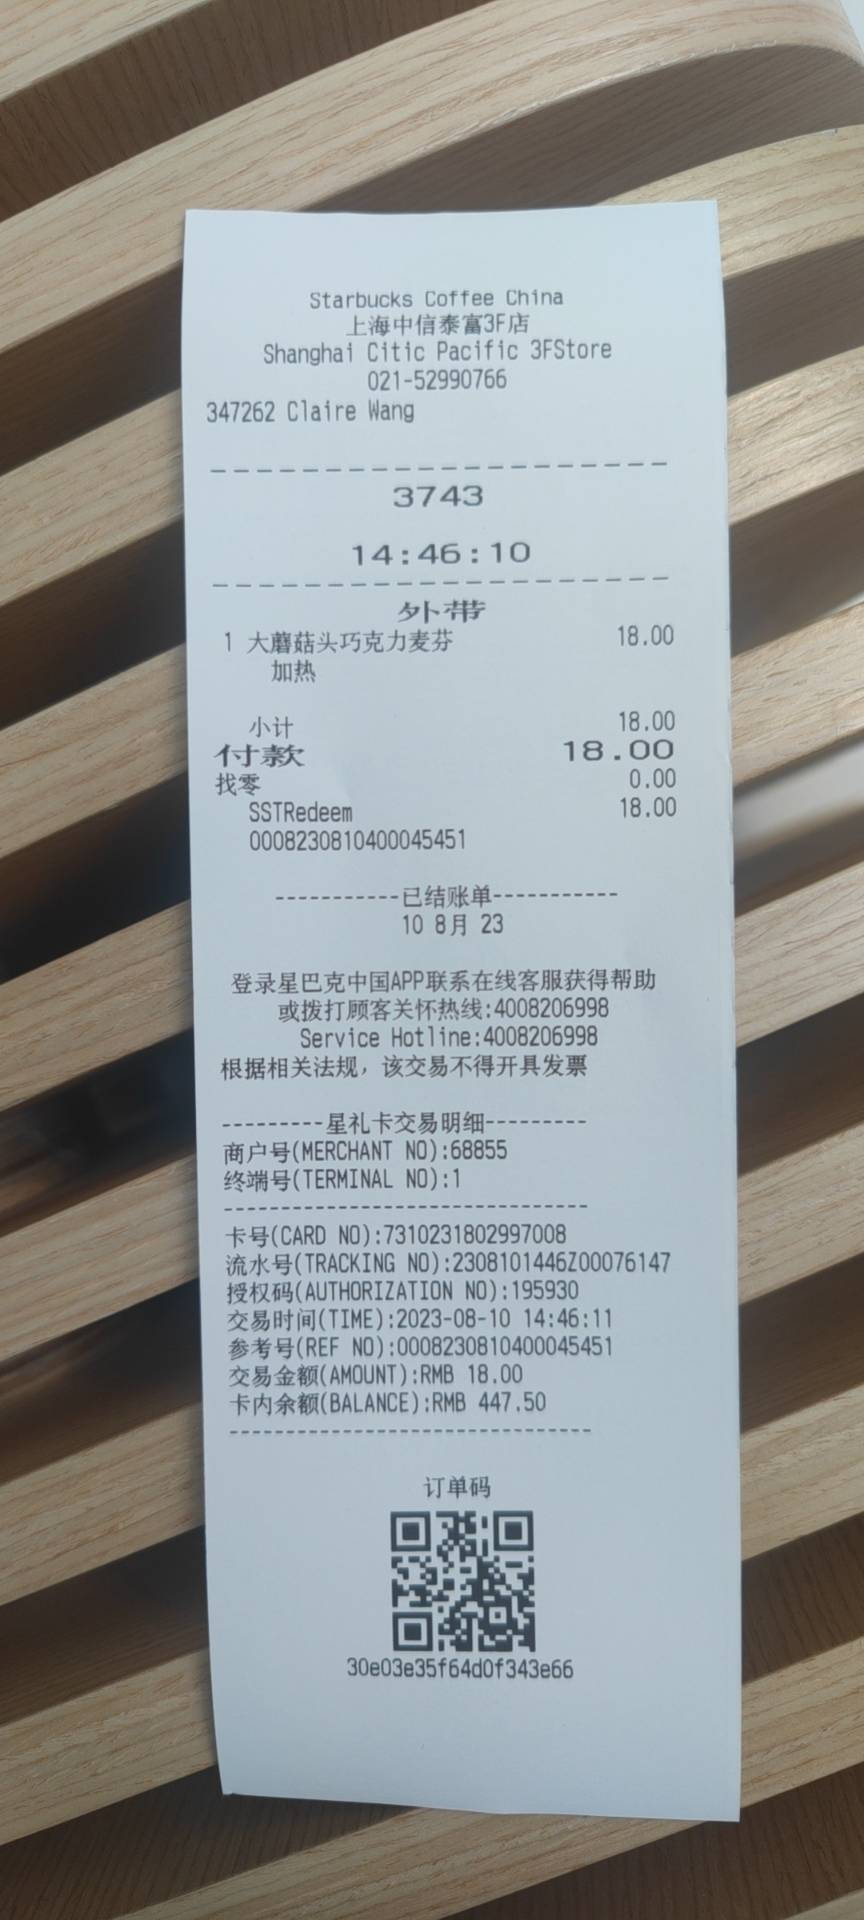 Starbucks Coffee China
上海中信泰富3F店
Shanghai Citic Pacific 3FStore
021-52990766
347262 Claire Wang
3743
14:46:10
外带
1 大蘑菇头巧克力麦芬 18.00
加热
小计 18.00
付款 18.00
找零 0.00
SSTRedeem 18.00
0008230810400045451
-----------已结账单-----------
10 8月 23
登录星巴克中国APP联系在线客服获得帮助
或拨打顾客关怀热线:4008206998
Service Hotline:4008206998
根据相关法规，该交易不得开具发票
---------星礼卡交易明细---------
商户号(MERCHANT NO):68855
终端号(TERMINAL NO):1
卡号(CARD NO):7310231802997008
流水号(TRACKING NO):2308101446Z00076147
授权码(AUTHORIZATION NO):195930
交易时间(TIME):2023-08-10 14:46:11
参考号(REF NO):0008230810400045451
交易金额(AMOUNT):RMB 18.00
卡内余额(BALANCE):RMB 447.50
订单码
30e03e35f64d0f343e66